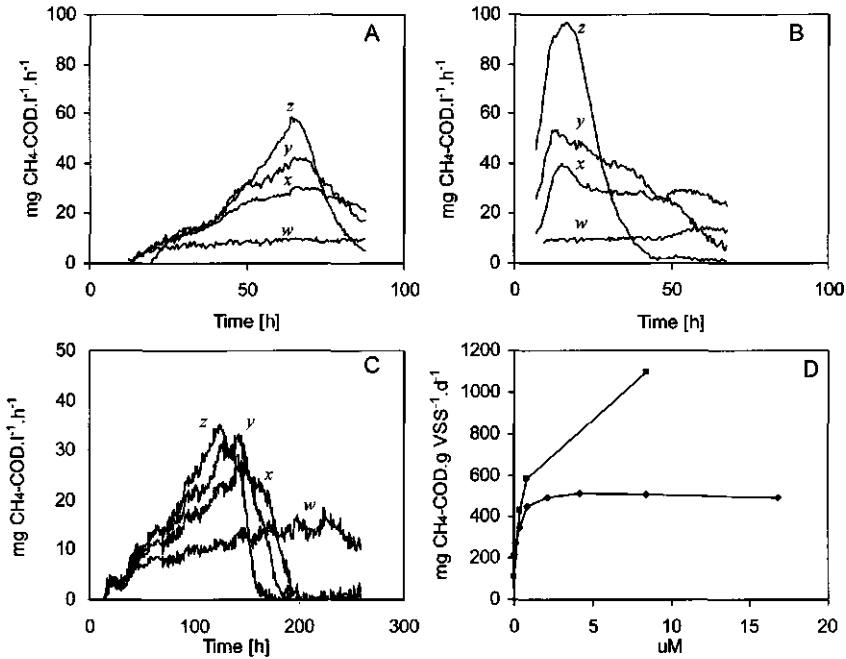 A
mg CH₄-COD.l⁻¹.h⁻¹
100
80
60
40
20
0
z
y
x
w
0 50 100
Time [h]
B
mg CH₄-COD.l⁻¹.h⁻¹
100
80
60
40
20
0
z
y
x
w
0 50 100
Time [h]
C
mg CH₄-COD.l⁻¹.h⁻¹
50
40
30
20
10
0
z y
x
w
0 100 200 300
Time [h]
D
mg CH₄-COD.g VSS⁻¹.d⁻¹
1200
1000
800
600
400
200
0
0 5 10 15 20
uM